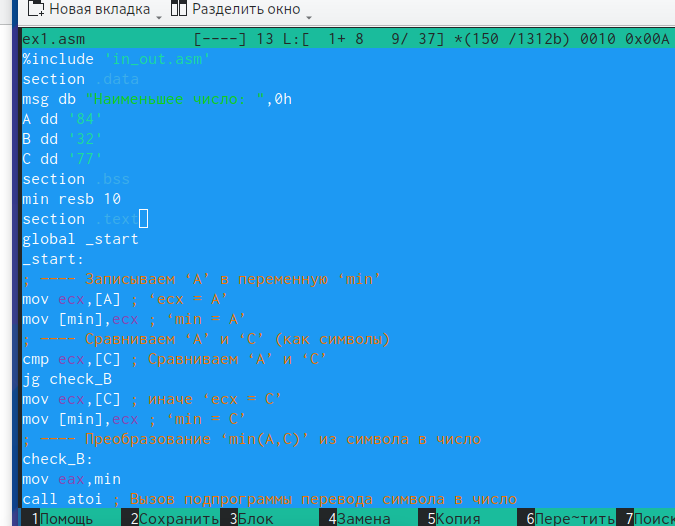 Новая вкладка Разделить окно
ex1.asm [----] 13 L:[ 1+ 8 9/ 37] *(150 /1312b) 0010 0x00A
%include 'in_out.asm'
section .data
msg db "Наименьшее число: ",0h
A dd '84'
B dd '32'
C dd '77'
section .bss
min resb 10
section .text
global _start
_start:
; ---- Записываем 'A' в переменную 'min'
mov ecx,[A] ; 'ecx = A'
mov [min],ecx ; 'min = A'
; ---- Сравниваем 'A' и 'C' (как символы)
cmp ecx,[C] ; Сравниваем 'A' и 'C'
jg check_B
mov ecx,[C] ; иначе 'ecx = C'
mov [min],ecx ; 'min = C'
; ---- Преобразование 'min(A,C)' из символа в число
check_B:
mov eax,min
call atoi ; Вызов подпрограммы перевода символа в число
1Помощь 2Сохранить 3Блок 4Замена 5Копия 6Пере~тить 7Поиск